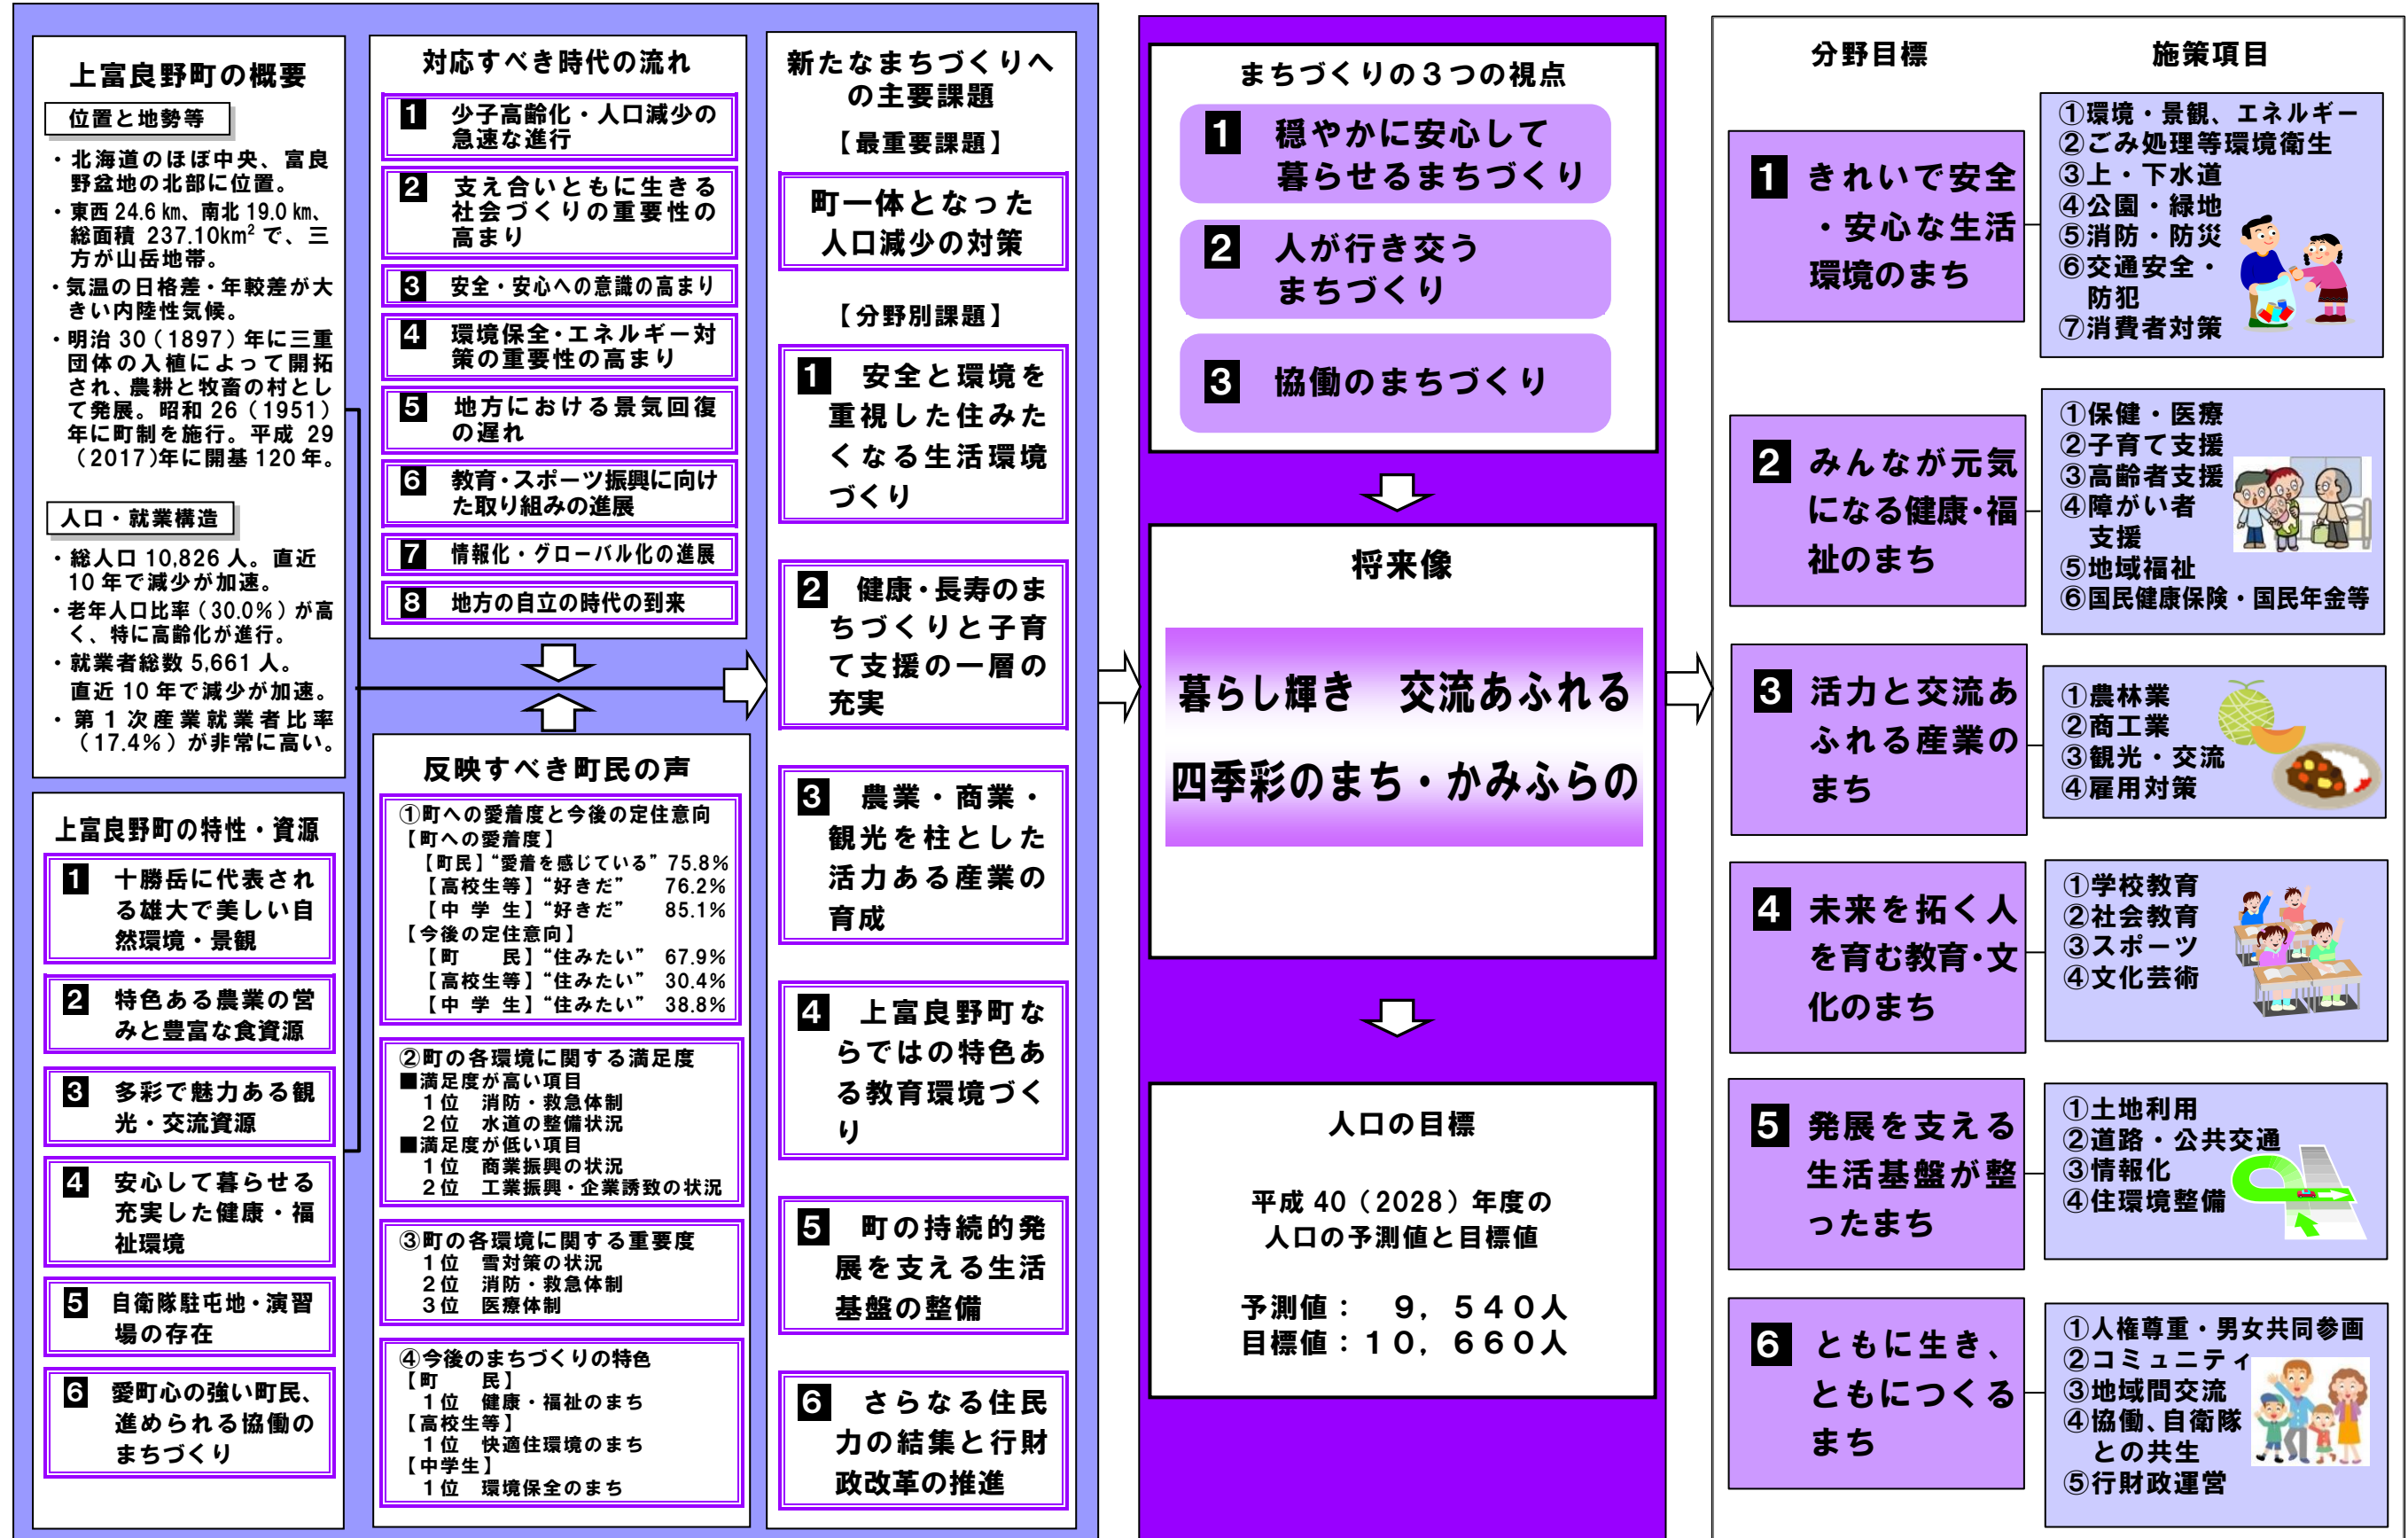 上富良野町の概要
位置と地勢等
・北海道のほぼ中央、富良
野盆地の北部に位置。
・東西 24.6 ㎞、南北 19.0 ㎞、
総面積 237.10km² で、三
方が山岳地帯。
・気温の日格差・年較差が大
きい内陸性気候。
・明治 30（1897）年に三重
団体の入植によって開拓
され、農耕と牧畜の村とし
て発展。昭和 26（1951）
年に町制を施行。平成 29
（2017）年に開基 120 年。
人口・就業構造
・総人口 10,826 人。直近
10 年で減少が加速。
・老年人口比率（30.0%）が高
く、特に高齢化が進行。
・就業者総数 5,661 人。
直近 10 年で減少が加速。
・第 1 次産業就業者比率
（17.4%）が非常に高い。
上富良野町の特性・資源
1 十勝岳に代表され
る雄大で美しい自
然環境・景観
2 特色ある農業の営
みと豊富な食資源
3 多彩で魅力ある観
光・交流資源
4 安心して暮らせる
充実した健康・福
祉環境
5 自衛隊駐屯地・演習
場の存在
6 愛町心の強い町民、
進められる協働の
まちづくり
対応すべき時代の流れ
1 少子高齢化・人口減少の
急速な進行
2 支え合いともに生きる
社会づくりの重要性の
高まり
3 安全・安心への意識の高まり
4 環境保全・エネルギー対
策の重要性の高まり
5 地方における景気回復
の遅れ
6 教育・スポーツ振興に向け
た取り組みの進展
7 情報化・グローバル化の進展
8 地方の自立の時代の到来
反映すべき町民の声
①町への愛着度と今後の定住意向
【町への愛着度】
【町民】“愛着を感じている” 75.8%
【高校生等】“好きだ” 76.2%
【中 学 生】“好きだ” 85.1%
【今後の定住意向】
【町 民】“住みたい” 67.9%
【高校生等】“住みたい” 30.4%
【中 学 生】“住みたい” 38.8%
②町の各環境に関する満足度
■満足度が高い項目
1位 消防・救急体制
2位 水道の整備状況
■満足度が低い項目
1位 商業振興の状況
2位 工業振興・企業誘致の状況
③町の各環境に関する重要度
1位 雪対策の状況
2位 消防・救急体制
3位 医療体制
④今後のまちづくりの特色
【町 民】
1位 健康・福祉のまち
【高校生等】
1位 快適住環境のまち
【中学生】
1位 環境保全のまち
新たなまちづくりへ
の主要課題
【最重要課題】
町一体となった
人口減少の対策
【分野別課題】
1 安全と環境を
重視した住みた
くなる生活環境
づくり
2 健康・長寿のま
ちづくりと子育
て支援の一層の
充実
3 農業・商業・
観光を柱とした
活力ある産業の
育成
4 上富良野町な
らではの特色あ
る教育環境づく
り
5 町の持続的発
展を支える生活
基盤の整備
6 さらなる住民
力の結集と行財
政改革の推進
まちづくりの３つの視点
1 穏やかに安心して
暮らせるまちづくり
2 人が行き交う
まちづくり
3 協働のまちづくり
将来像
暮らし輝き 交流あふれる
四季彩のまち・かみふらの
人口の目標
平成 40（2028）年度の
人口の予測値と目標値
予測値： ９，５４０人
目標値：１０，６６０人
分野目標
施策項目
1 きれいで安全
・安心な生活
環境のまち
①環境・景観、エネルギー
②ごみ処理等環境衛生
③上・下水道
④公園・緑地
⑤消防・防災
⑥交通安全・
防犯
⑦消費者対策
2 みんなが元気
になる健康・福
祉のまち
①保健・医療
②子育て支援
③高齢者支援
④障がい者
支援
⑤地域福祉
⑥国民健康保険・国民年金等
3 活力と交流あ
ふれる産業の
まち
①農林業
②商工業
③観光・交流
④雇用対策
4 未来を拓く人
を育む教育・文
化のまち
①学校教育
②社会教育
③スポーツ
④文化芸術
5 発展を支える
生活基盤が整
ったまち
①土地利用
②道路・公共交通
③情報化
④住環境整備
6 ともに生き、
ともにつくる
まち
①人権尊重・男女共同参画
②コミュニティ
③地域間交流
④協働、自衛隊
との共生
⑤行財政運営